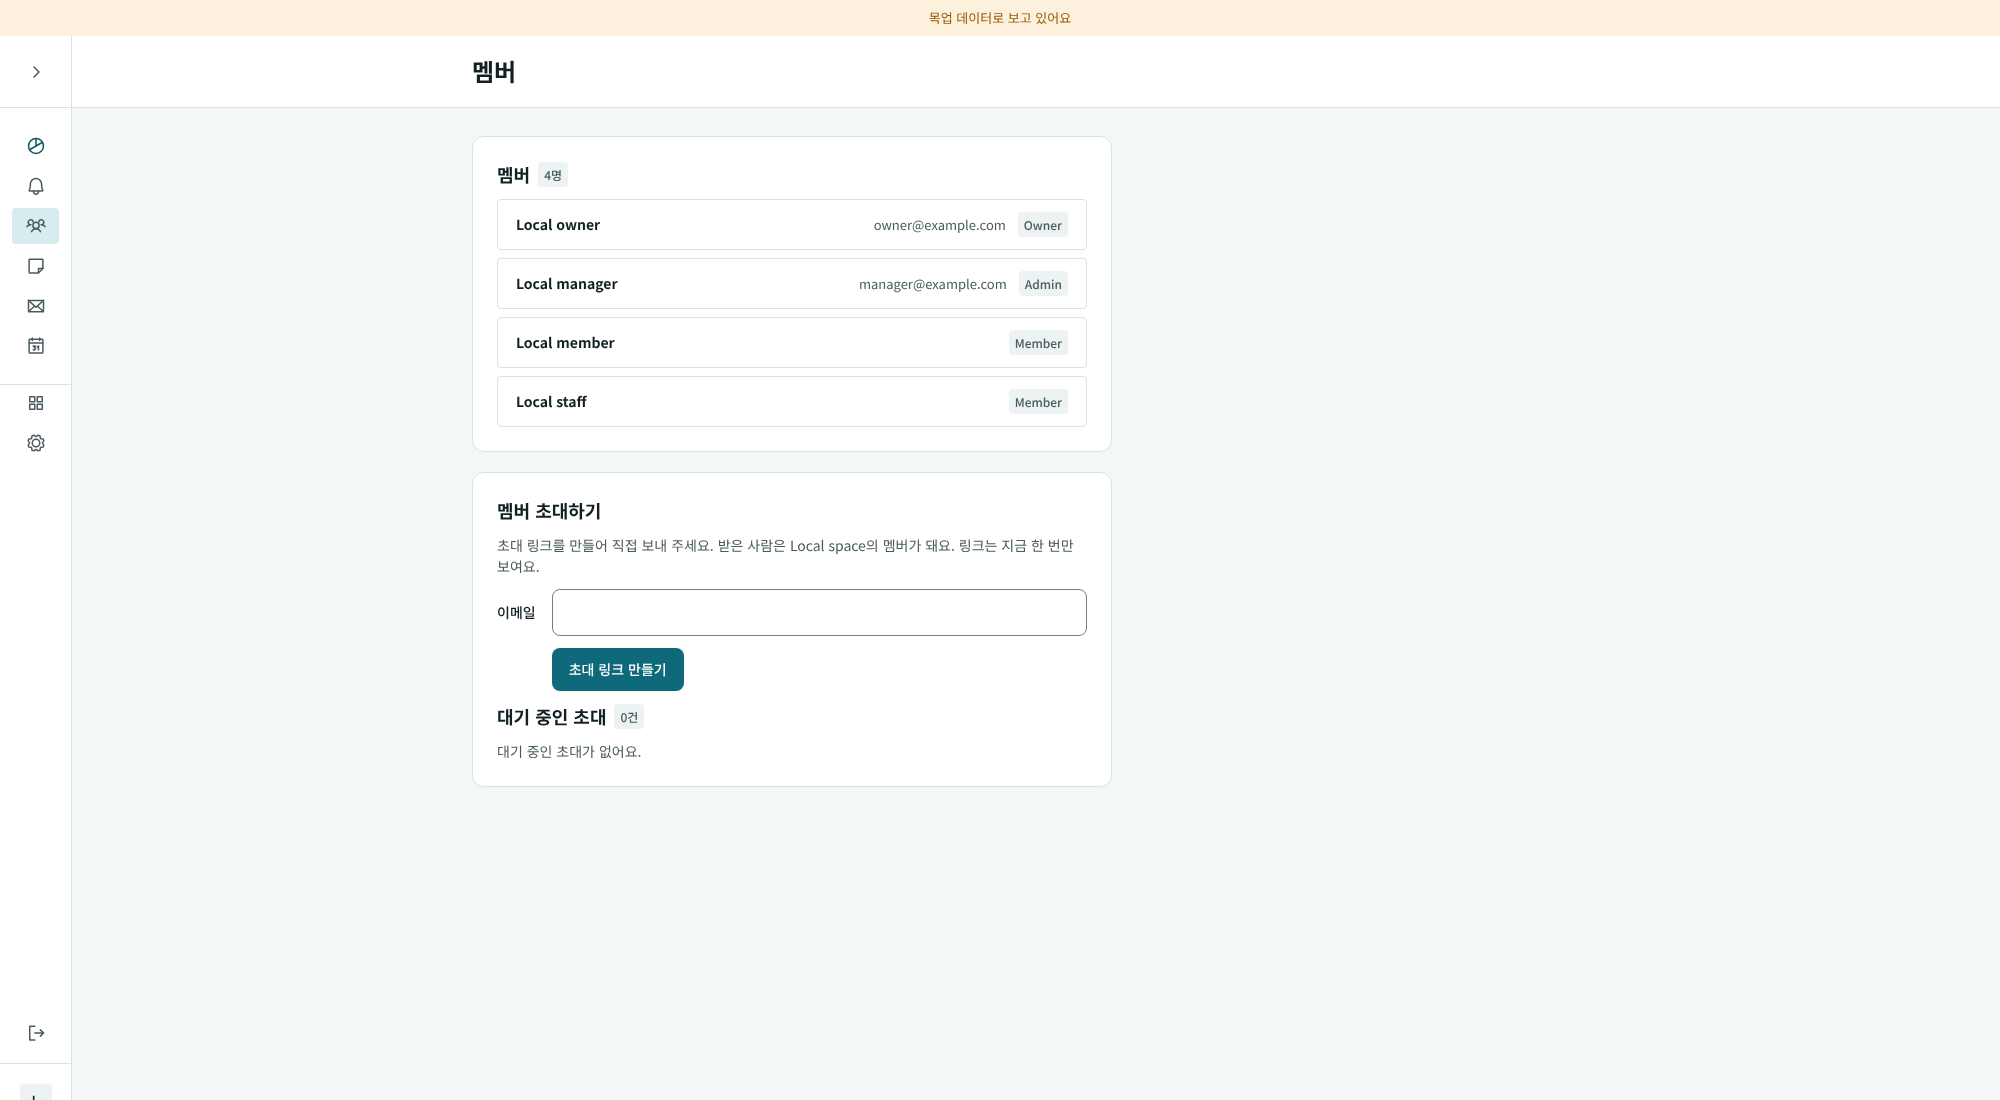 목업 데이터로 보고 있어요
멤버
멤버 4명
Local owner owner@example.com Owner
Local manager manager@example.com Admin
Local member Member
Local staff Member
멤버 초대하기
초대 링크를 만들어 직접 보내 주세요. 받은 사람은 Local space의 멤버가 돼요. 링크는 지금 한 번만
보여요.
이메일
초대 링크 만들기
대기 중인 초대 0건
대기 중인 초대가 없어요.
31